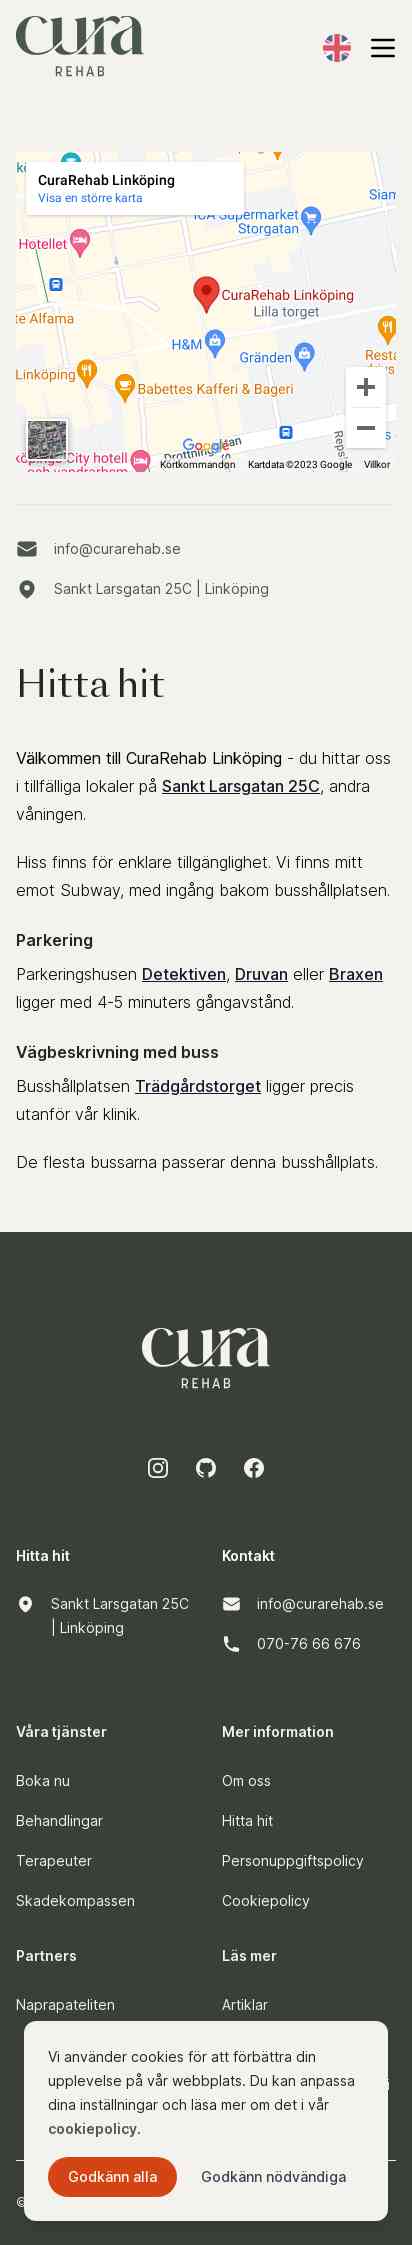 cura
REHAB
CuraRehab Linköping
Visa en större karta
ICA Supermarket
Storgatan
Hotellet
CuraRehab Linköping
Lilla torget
te Alfama
H&M
Gränden
Linköping
Babettes Kafferi & Bageri
Google
Drottninggatan
City hotell
och vandrarhem
Kortkommandon
Kartdata ©2023 Google
Villkor
info@curarehab.se
Sankt Larsgatan 25C | Linköping
Hitta hit
Välkommen till CuraRehab Linköping - du hittar oss
i tillfälliga lokaler på Sankt Larsgatan 25C, andra
våningen.
Hiss finns för enklare tillgänglighet. Vi finns mitt
emot Subway, med ingång bakom busshållplatsen.
Parkering
Parkeringshusen Detektiven, Druvan eller Braxen
ligger med 4-5 minuters gångavstånd.
Vägbeskrivning med buss
Busshållplatsen Trädgårdstorget ligger precis
utanför vår klinik.
De flesta bussarna passerar denna busshållplats.
cura
REHAB
Hitta hit
Sankt Larsgatan 25C
| Linköping
Kontakt
info@curarehab.se
070-76 66 676
Våra tjänster
Boka nu
Behandlingar
Terapeuter
Skadekompassen
Mer information
Om oss
Hitta hit
Personuppgiftspolicy
Cookiepolicy
Partners
Naprapateliten
Läs mer
Artiklar
Vi använder cookies för att förbättra din
upplevelse på vår webbplats. Du kan anpassa
dina inställningar och läsa mer om det i vår
cookiepolicy.
Godkänn alla
Godkänn nödvändiga
©